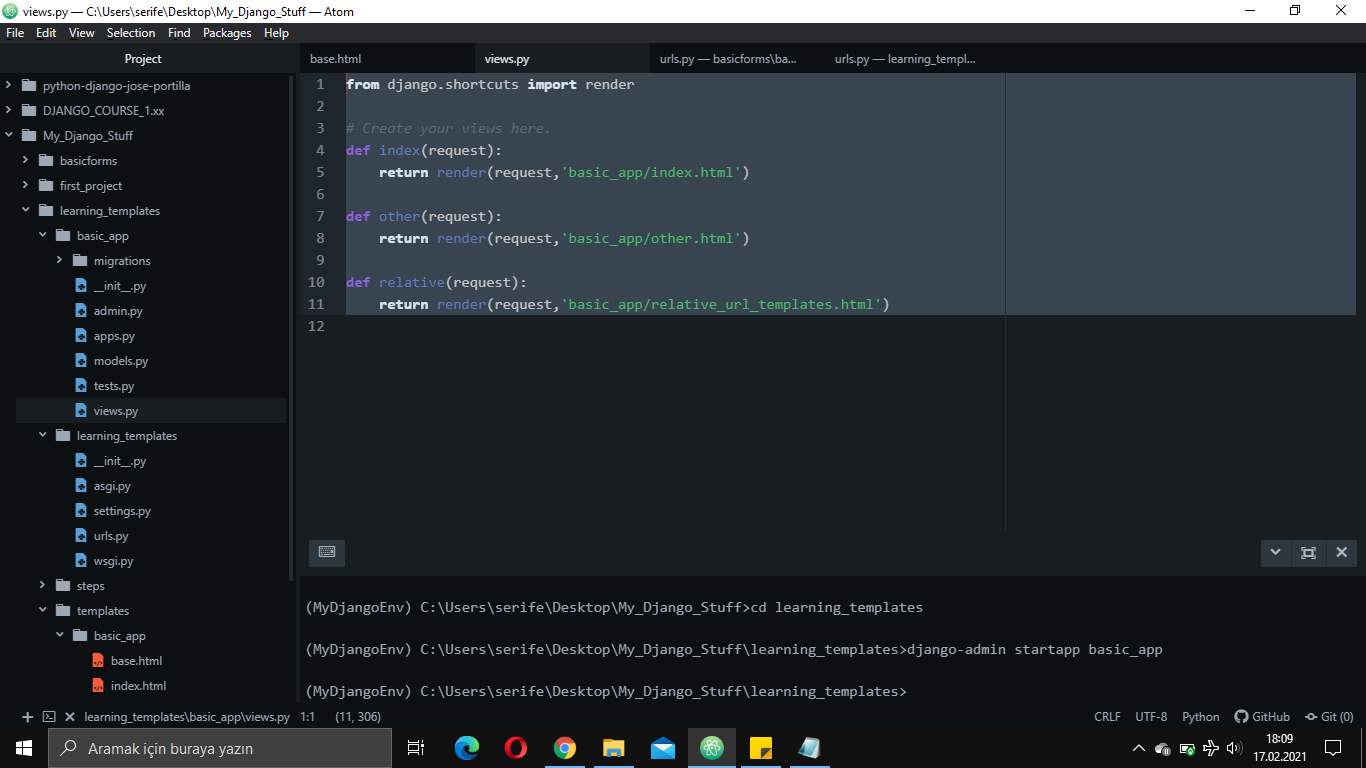 views.py — C:\Users\serife\Desktop\My_Django_Stuff — Atom
File Edit View Selection Find Packages Help
Project
python-django-jose-portilla
DJANGO_COURSE_1.xx
My_Django_Stuff
basicforms
first_project
learning_templates
basic_app
migrations
__init__.py
admin.py
apps.py
models.py
tests.py
views.py
learning_templates
__init__.py
asgi.py
settings.py
urls.py
wsgi.py
steps
templates
basic_app
base.html
index.html
base.html views.py urls.py — basicforms\ba... urls.py — learning_templ...
1 from django.shortcuts import render
2
3 # Create your views here.
4 def index(request):
5     return render(request,'basic_app/index.html')
6
7 def other(request):
8     return render(request,'basic_app/other.html')
9
10 def relative(request):
11     return render(request,'basic_app/relative_url_templates.html')
12
(MyDjangoEnv) C:\Users\serife\Desktop\My_Django_Stuff>cd learning_templates
(MyDjangoEnv) C:\Users\serife\Desktop\My_Django_Stuff\learning_templates>django-admin startapp basic_app
(MyDjangoEnv) C:\Users\serife\Desktop\My_Django_Stuff\learning_templates>
learning_templates\basic_app\views.py 1:1 (11, 306) CRLF UTF-8 Python GitHub Git (0)
Aramak için buraya yazın
18:09
17.02.2021